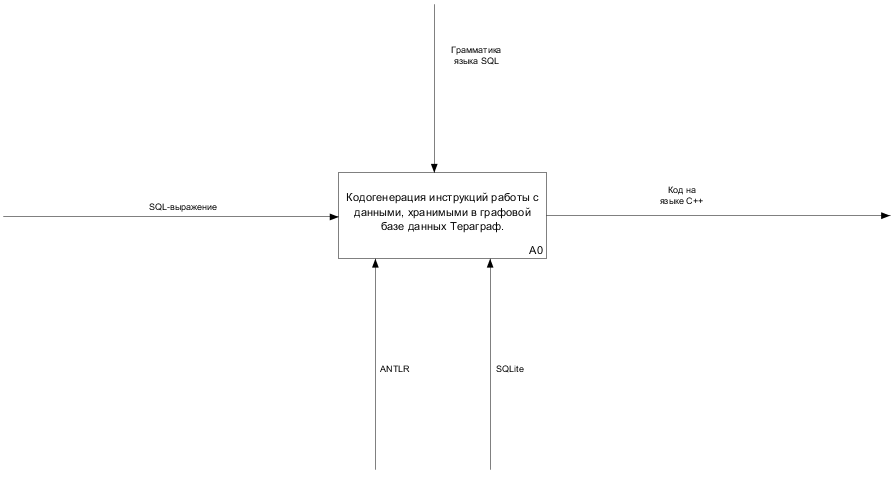 Грамматика
языка SQL
Кодогенерация инструкций работы с
данными, хранимыми в графовой
базе данных Тераграф.
A0
SQL-выражение
Код на
языке C++
ANTLR
SQLite